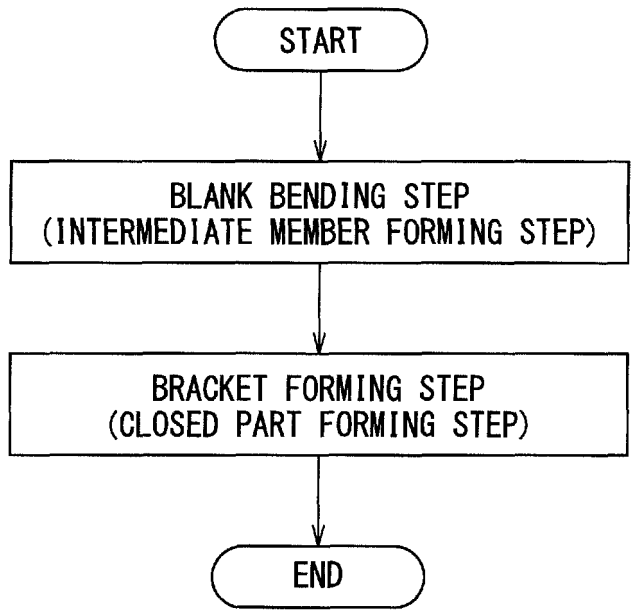 START
BLANK BENDING STEP
(INTERMEDIATE MEMBER FORMING STEP)
BRACKET FORMING STEP
(CLOSED PART FORMING STEP)
END